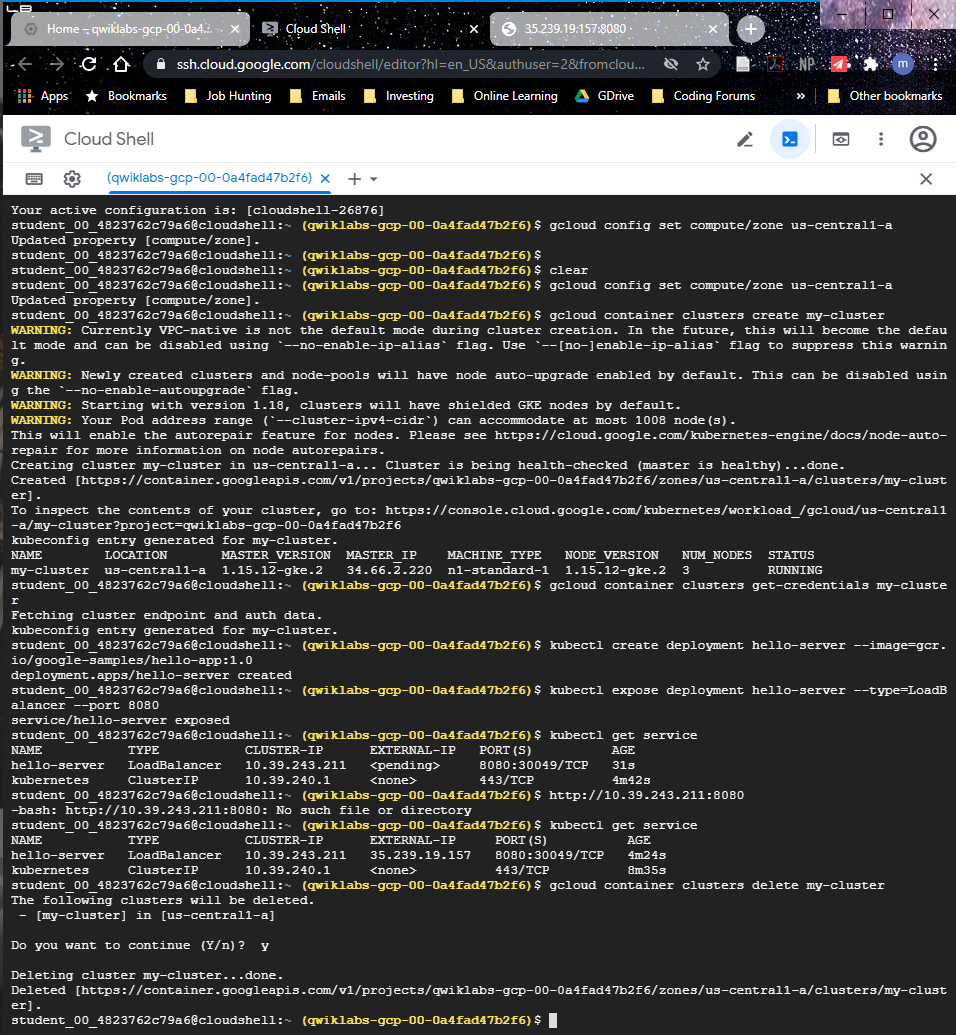 Home - qwiklabs-gcp-00-0a4...
Cloud Shell
35.239.19.157:8080
ssh.cloud.google.com/cloudshell/editor?hl=en_US&authuser=2&fromclou...
NP
m
Apps
Bookmarks
Job Hunting
Emails
Investing
Online Learning
GDrive
Coding Forums
»
Other bookmarks
Cloud Shell
(qwiklabs-gcp-00-0a4fad47b2f6)
Your active configuration is: [cloudshell-26876]
student_00_4823762c79a6@cloudshell:~ (qwiklabs-gcp-00-0a4fad47b2f6)$ gcloud config set compute/zone us-central1-a
Updated property [compute/zone].
student_00_4823762c79a6@cloudshell:~ (qwiklabs-gcp-00-0a4fad47b2f6)$
student_00_4823762c79a6@cloudshell:~ (qwiklabs-gcp-00-0a4fad47b2f6)$ clear
student_00_4823762c79a6@cloudshell:~ (qwiklabs-gcp-00-0a4fad47b2f6)$ gcloud config set compute/zone us-central1-a
Updated property [compute/zone].
student_00_4823762c79a6@cloudshell:~ (qwiklabs-gcp-00-0a4fad47b2f6)$ gcloud container clusters create my-cluster
WARNING: Currently VPC-native is not the default mode during cluster creation. In the future, this will become the defau
lt mode and can be disabled using `--no-enable-ip-alias` flag. Use `--[no-]enable-ip-alias` flag to suppress this warnin
g.
WARNING: Newly created clusters and node-pools will have node auto-upgrade enabled by default. This can be disabled usin
g the `--no-enable-autoupgrade` flag.
WARNING: Starting with version 1.18, clusters will have shielded GKE nodes by default.
WARNING: Your Pod address range (`--cluster-ipv4-cidr`) can accommodate at most 1008 node(s).
This will enable the autorepair feature for nodes. Please see https://cloud.google.com/kubernetes-engine/docs/node-auto-
repair for more information on node autorepairs.
Creating cluster my-cluster in us-central1-a... Cluster is being health-checked (master is healthy)...done.
Created [https://container.googleapis.com/v1/projects/qwiklabs-gcp-00-0a4fad47b2f6/zones/us-central1-a/clusters/my-clust
er].
To inspect the contents of your cluster, go to: https://console.cloud.google.com/kubernetes/workload_/gcloud/us-central1
-a/my-cluster?project=qwiklabs-gcp-00-0a4fad47b2f6
kubeconfig entry generated for my-cluster.
NAME LOCATION MASTER_VERSION MASTER_IP MACHINE_TYPE NODE_VERSION NUM_NODES STATUS
my-cluster us-central1-a 1.15.12-gke.2 34.66.2.220 n1-standard-1 1.15.12-gke.2 3 RUNNING
student_00_4823762c79a6@cloudshell:~ (qwiklabs-gcp-00-0a4fad47b2f6)$ gcloud container clusters get-credentials my-cluste
r
Fetching cluster endpoint and auth data.
kubeconfig entry generated for my-cluster.
student_00_4823762c79a6@cloudshell:~ (qwiklabs-gcp-00-0a4fad47b2f6)$ kubectl create deployment hello-server --image=gcr.
io/google-samples/hello-app:1.0
deployment.apps/hello-server created
student_00_4823762c79a6@cloudshell:~ (qwiklabs-gcp-00-0a4fad47b2f6)$ kubectl expose deployment hello-server --type=LoadB
alancer --port 8080
service/hello-server exposed
student_00_4823762c79a6@cloudshell:~ (qwiklabs-gcp-00-0a4fad47b2f6)$ kubectl get service
NAME TYPE CLUSTER-IP EXTERNAL-IP PORT(S) AGE
hello-server LoadBalancer 10.39.243.211 <pending> 8080:30049/TCP 31s
kubernetes ClusterIP 10.39.240.1 <none> 443/TCP 4m42s
student_00_4823762c79a6@cloudshell:~ (qwiklabs-gcp-00-0a4fad47b2f6)$ http://10.39.243.211:8080
-bash: http://10.39.243.211:8080: No such file or directory
student_00_4823762c79a6@cloudshell:~ (qwiklabs-gcp-00-0a4fad47b2f6)$ kubectl get service
NAME TYPE CLUSTER-IP EXTERNAL-IP PORT(S) AGE
hello-server LoadBalancer 10.39.243.211 35.239.19.157 8080:30049/TCP 4m24s
kubernetes ClusterIP 10.39.240.1 <none> 443/TCP 8m35s
student_00_4823762c79a6@cloudshell:~ (qwiklabs-gcp-00-0a4fad47b2f6)$ gcloud container clusters delete my-cluster
The following clusters will be deleted.
- [my-cluster] in [us-central1-a]
Do you want to continue (Y/n)? y
Deleting cluster my-cluster...done.
Deleted [https://container.googleapis.com/v1/projects/qwiklabs-gcp-00-0a4fad47b2f6/zones/us-central1-a/clusters/my-clust
er].
student_00_4823762c79a6@cloudshell:~ (qwiklabs-gcp-00-0a4fad47b2f6)$